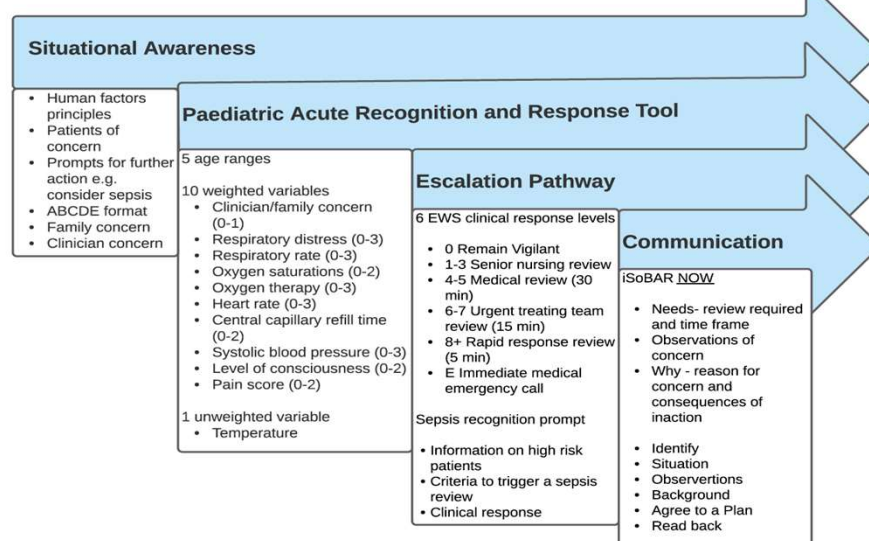 Situational Awareness
• Human factors
principles
• Patients of
concern
• Prompts for further
action e.g.
consider sepsis
• ABCDE format
• Family concern
• Clinician concern
Paediatric Acute Recognition and Response Tool
5 age ranges
10 weighted variables
• Clinician/family concern
(0-1)
• Respiratory distress (0-3)
• Respiratory rate (0-3)
• Oxygen saturations (0-2)
• Oxygen therapy (0-3)
• Heart rate (0-3)
• Central capillary refill time
(0-2)
• Systolic blood pressure (0-3)
• Level of consciousness (0-2)
• Pain score (0-2)
1 unweighted variable
• Temperature
Escalation Pathway
6 EWS clinical response levels
• 0 Remain Vigilant
• 1-3 Senior nursing review
• 4-5 Medical review (30
min)
• 6-7 Urgent treating team
review (15 min)
• 8+ Rapid response review
(5 min)
• E Immediate medical
emergency call
Sepsis recognition prompt
• Information on high risk
patients
• Criteria to trigger a sepsis
review
• Clinical response
Communication
iSoBAR NOW
• Needs- review required
and time frame
• Observations of
concern
• Why - reason for
concern and
consequences of
inaction
• Identify
• Situation
• Observertions
• Background
• Agree to a Plan
• Read back